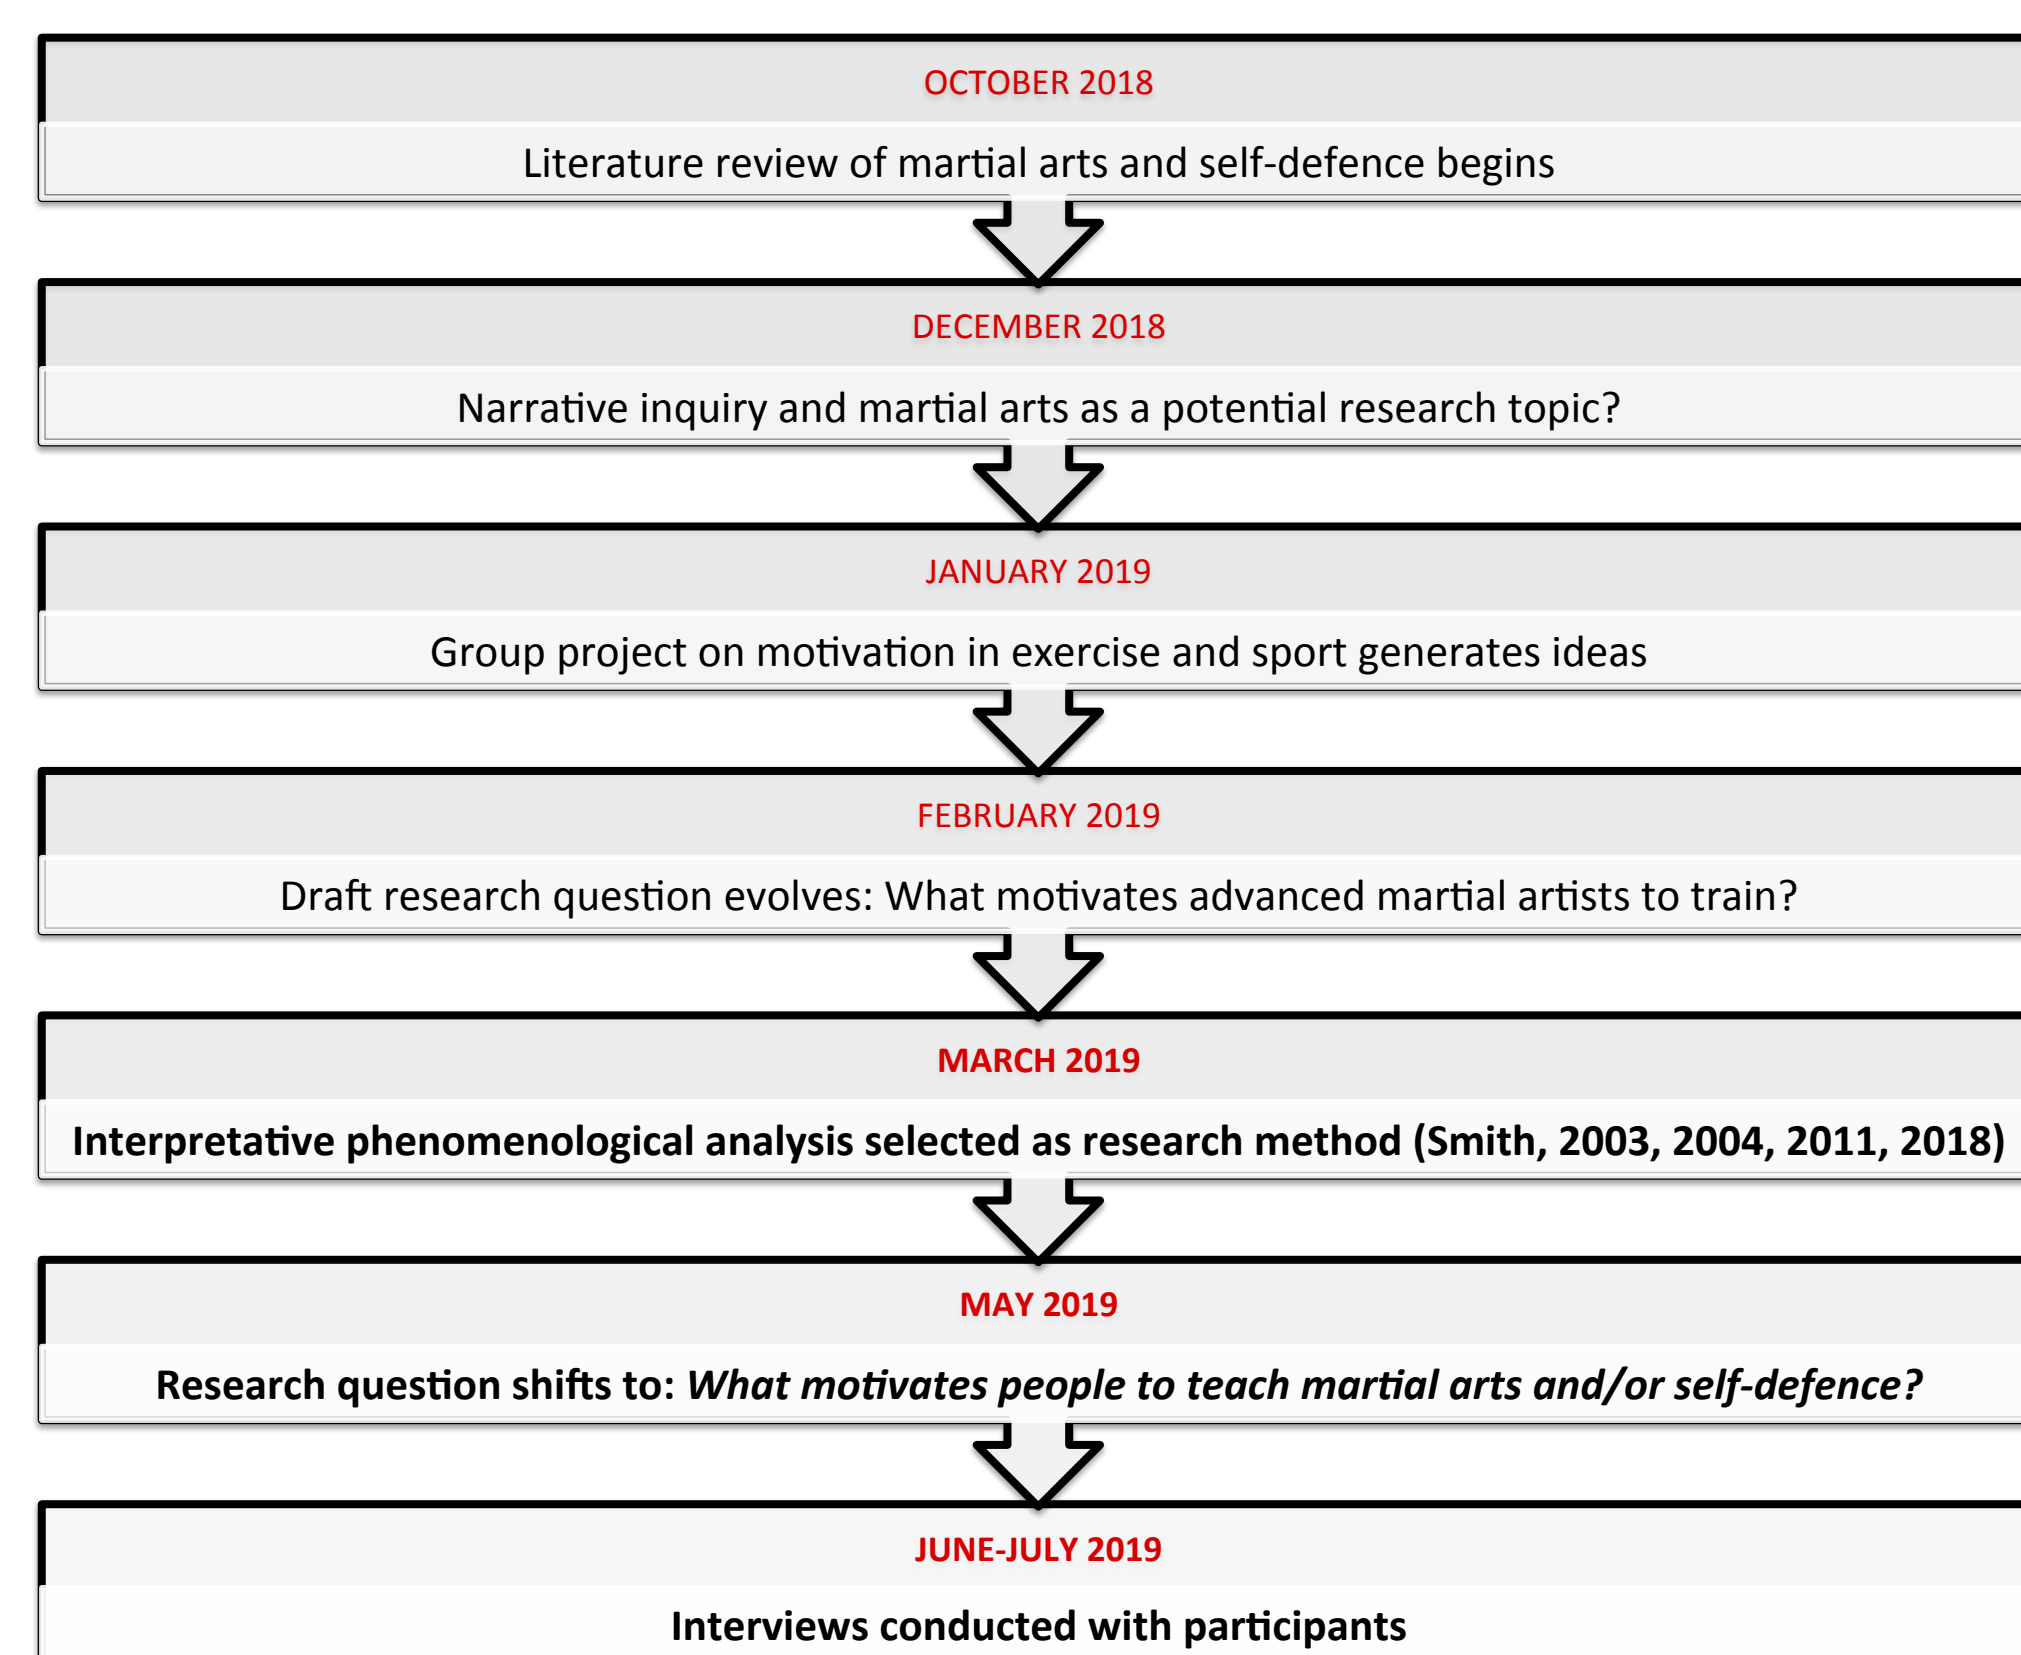 OCTOBER 2018
Literature review of martial arts and self-defence begins
DECEMBER 2018
Narrative inquiry and martial arts as a potential research topic?
JANUARY 2019
Group project on motivation in exercise and sport generates ideas
FEBRUARY 2019
Draft research question evolves: What motivates advanced martial artists to train?
MARCH 2019
Interpretative phenomenological analysis selected as research method (Smith, 2003, 2004, 2011, 2018)
MAY 2019
Research question shifts to: What motivates people to teach martial arts and/or self-defence?
JUNE-JULY 2019
Interviews conducted with participants